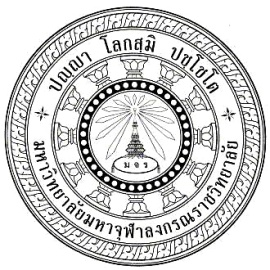 ปญฺญา โลกสฺมิ ปชฺโชโต
ม จ ร
มหาวิทยาลัยมหาจุฬาลงกรณราชวิทยาลัย